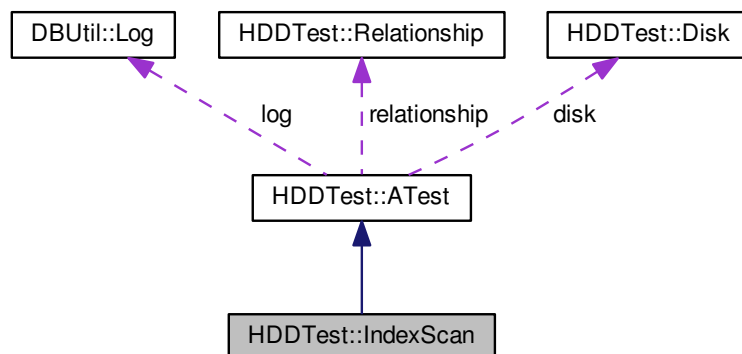 DBUtil::Log HDDTest::Relationship HDDTest::Disk
log relationship disk
HDDTest::ATest
HDDTest::IndexScan